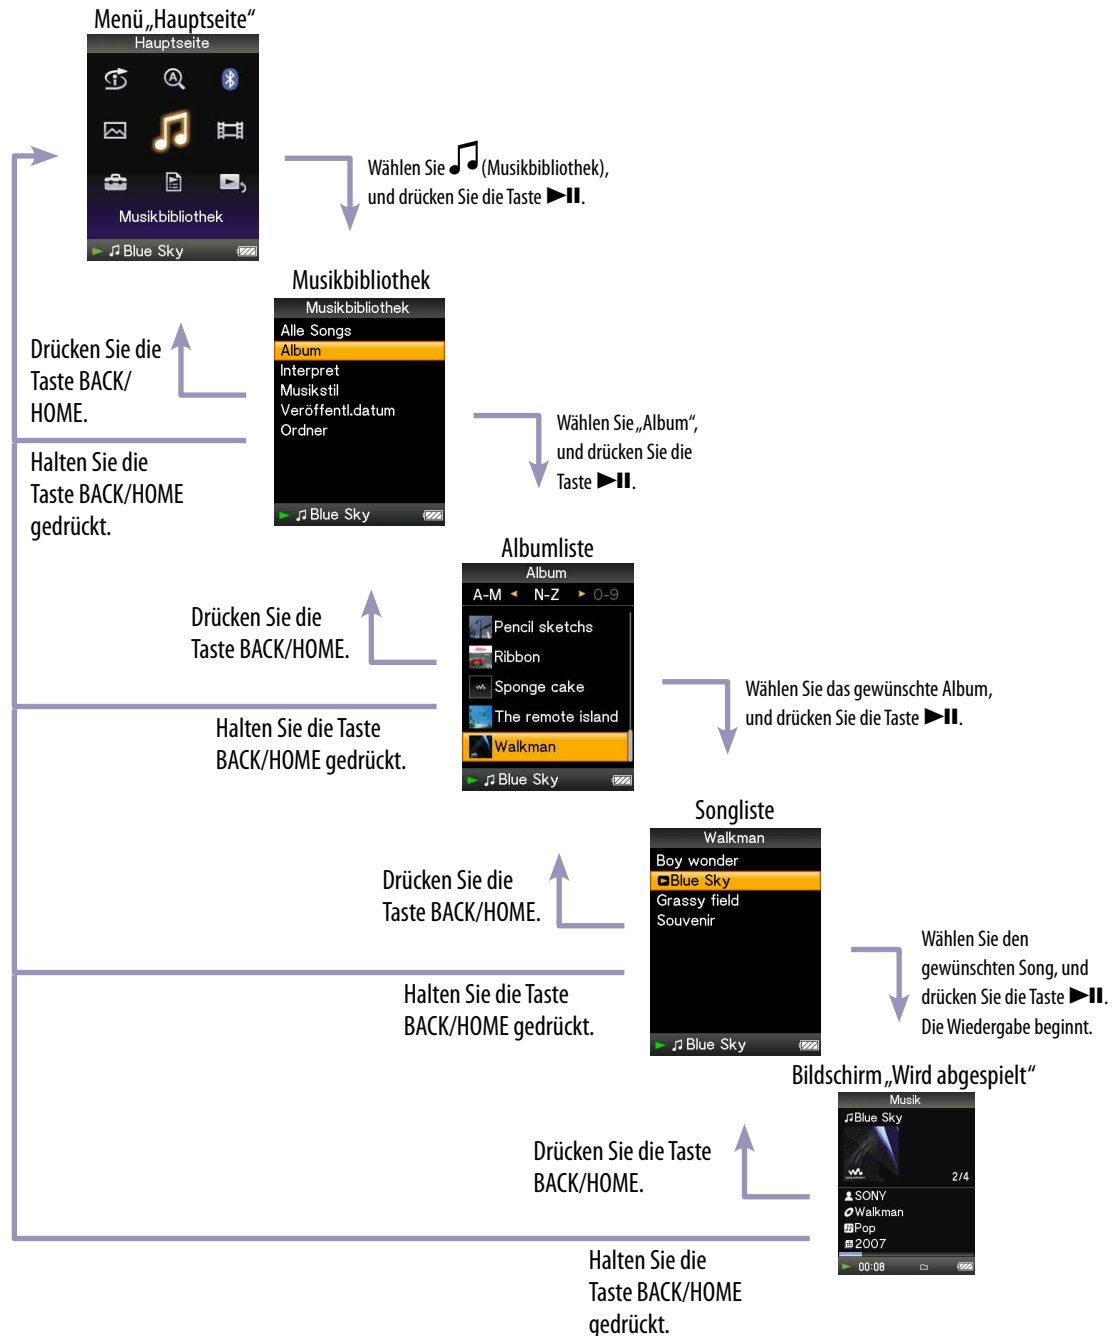 Menü „Hauptseite“
Hauptseite
Musikbibliothek
Blue Sky
Wählen Sie (Musikbibliothek),
und drücken Sie die Taste.
Musikbibliothek
Musikbibliothek
Alle Songs
Album
Interpret
Musikstil
Veröffentl.datum
Ordner
Blue Sky
Drücken Sie die
Taste BACK/
HOME.
Halten Sie die
Taste BACK/HOME
gedrückt.
Wählen Sie „Album“,
und drücken Sie die
Taste.
Albumliste
Album
A-M N-Z 0-9
Pencil sketchs
Ribbon
Sponge cake
The remote island
Walkman
Blue Sky
Drücken Sie die
Taste BACK/HOME.
Halten Sie die Taste
BACK/HOME gedrückt.
Wählen Sie das gewünschte Album,
und drücken Sie die Taste.
Songliste
Walkman
Boy wonder
Blue Sky
Grassy field
Souvenir
Blue Sky
Drücken Sie die
Taste BACK/HOME.
Halten Sie die Taste
BACK/HOME gedrückt.
Wählen Sie den
gewünschten Song, und
drücken Sie die Taste.
Die Wiedergabe beginnt.
Bildschirm „Wird abgespielt“
Musik
Blue Sky
2/4
SONY
Walkman
Pop
2007
00:08
Drücken Sie die Taste
BACK/HOME.
Halten Sie die
Taste BACK/HOME
gedrückt.